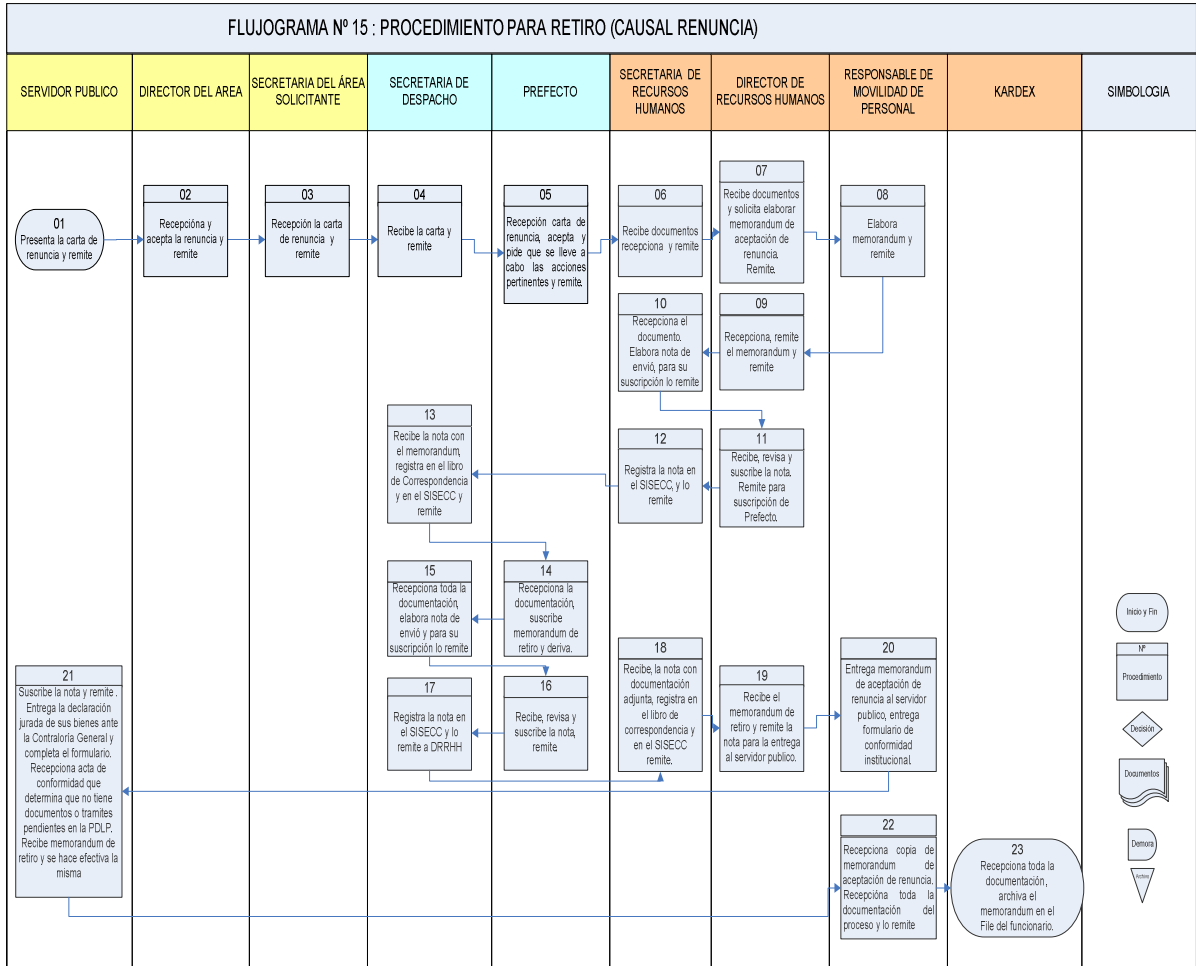 FLUJOGRAMA Nº 15 : PROCEDIMIENTO PARA RETIRO (CAUSAL RENUNCIA)
SERVIDOR PUBLICO
DIRECTOR DEL AREA
SECRETARIA DEL ÁREA
SOLICITANTE
SECRETARIA DE
DESPACHO
PREFECTO
SECRETARIA DE
RECURSOS
HUMANOS
DIRECTOR DE
RECURSOS HUMANOS
RESPONSABLE DE
MOVILIDAD DE
PERSONAL
KARDEX
SIMBOLOGIA
01
Presenta la carta de
renuncia y remite
02
Recepcióna y
acepta la renuncia y
remite
03
Recepción la carta
de renuncia y
remite
04
Recibe la carta y
remite
05
Recepción carta de
renuncia, acepta y
pide que se lleve a
cabo las acciones
pertinentes y remite.
06
Recibe documentos
recepciona y remite
07
Recibe documentos
y solicita elaborar
memorandum de
aceptación de
renuncia.
Remite.
08
Elabora
memorandum y
remite
09
Recepciona, remite
el memorandum y
remite
10
Recepciona el
documento.
Elabora nota de
envió, para su
suscripción lo remite
11
Recibe, revisa y
suscribe la nota.
Remite para
suscripción de
Prefecto.
12
Registra la nota en
el SISECC, y lo
remite
13
Recibe la nota con
el memorandum,
registra en el libro
de Correspondencia
y en el SISECC y
remite
14
Recepciona la
documentación,
suscribe
memorandum de
retiro y deriva.
15
Recepciona toda la
documentación,
elabora nota de
envió y para su
suscripción lo remite
16
Recibe, revisa y
suscribe la nota,
remite.
17
Registra la nota en
el SISECC y lo
remite a DRRHH
18
Recibe, la nota con
documentación
adjunta, registra en
el libro de
correspondencia y
en el SISECC
remite.
19
Recibe el
memorandum de
retiro y remite la
nota para la entrega
al servidor publico.
20
Entrega memorandum
de aceptación de
renuncia al servidor
publico, entrega
formulario de
conformidad
institucional.
21
Suscribe la nota y remite .
Entrega la declaración
jurada de sus bienes ante
la Contraloría General y
completa el formulario.
Recepciona acta de
conformidad que
determina que no tiene
documentos o tramites
pendientes en la PDLP.
Recibe memorandum de
retiro y se hace efectiva la
misma
22
Recepciona copia de
memorandum de
aceptación de renuncia.
Recepcióna toda la
documentación del
proceso y lo remite
23
Recepciona toda la
documentación ,
archiva el
memorandum en el
File del funcionario.
Inicio y Fin
Nº
Procedimiento
Decisión
Documentos
Demora
Archivo